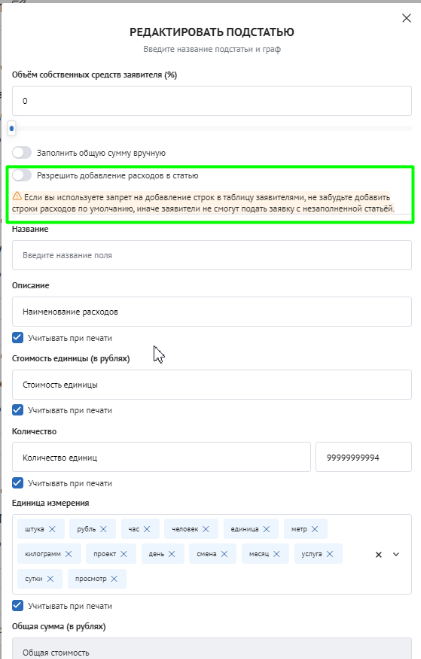 РЕДАКТИРОВАТЬ ПОДСТАТЬЮ
Введите название подстатьи и граф
Объём собственных средств заявителя (%)
0
Заполнить общую сумму вручную
Разрешить добавление расходов в статью
Если вы используете запрет на добавление строк в таблицу заявителями, не забудьте добавить
строки расходов по умолчанию, иначе заявители не смогут подать заявку с незаполненной статьёй.
Название
Введите название поля
Описание
Наименование расходов
Учитывать при печати
Стоимость единицы (в рублях)
Стоимость единицы
Учитывать при печати
Количество
Количество единиц 99999999994
Учитывать при печати
Единица измерения
штука рубль час человек единица метр
килограмм проект день смена месяц услуга
сутки просмотр
Учитывать при печати
Общая сумма (в рублях)
Общая стоимость